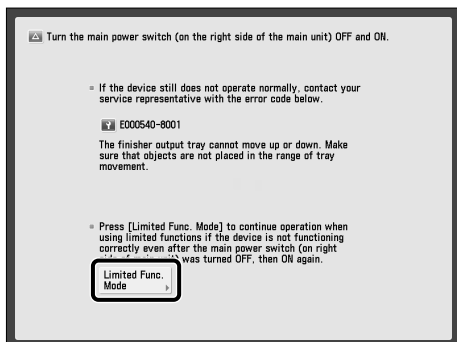 Turn the main power switch (on the right side of the main unit) OFF and ON.
If the device still does not operate normally, contact your
service representative with the error code below.
E000540-8001
The finisher output tray cannot move up or down. Make
sure that objects are not placed in the range of tray
movement.
Press [Limited Func. Mode] to continue operation when
using limited functions if the device is not functioning
correctly even after the main power switch (on right
side of main unit) was turned OFF, then ON again.
Limited Func.
Mode